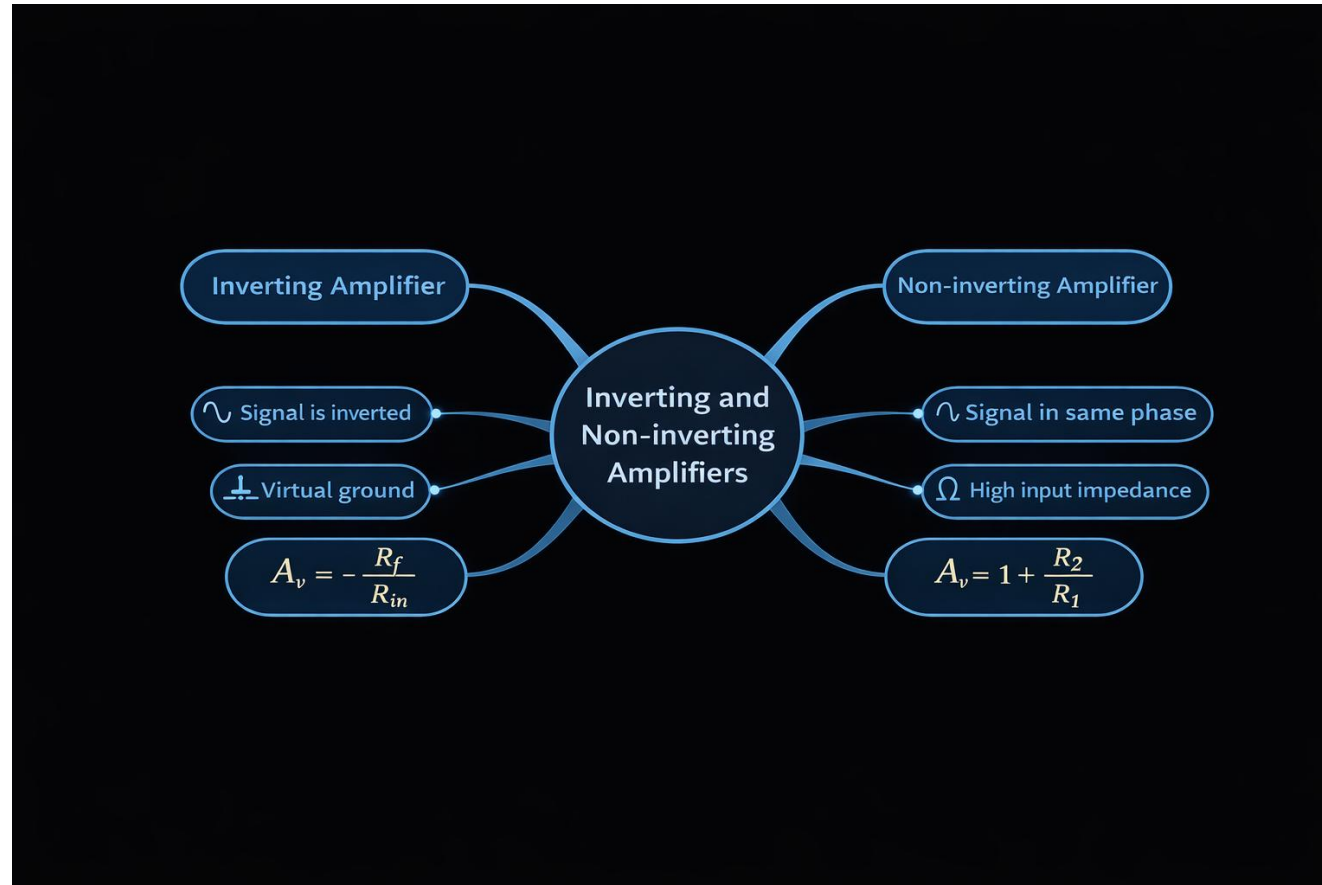 Inverting Amplifier
Non-inverting Amplifier
Inverting and
Non-inverting
Amplifiers
Signal is inverted
Signal in same phase
Virtual ground
Ω High input impedance
A_v = - R_f / R_in
A_v = 1 + R_2 / R_1